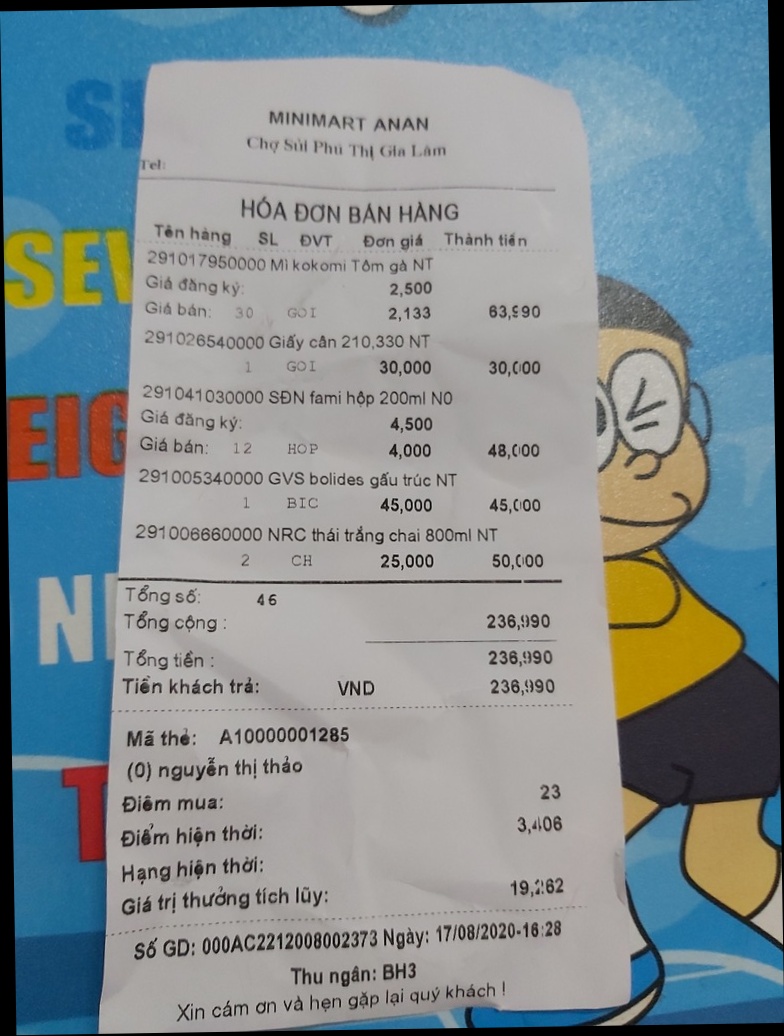 MINIMART ANAN
Chợ Sủi Phú Thị Gia Lâm
Tel:
HÓA ĐƠN BÁN HÀNG
Tên hàng SL ĐVT Đơn giá Thành tiền
291017950000 Mì kokomi Tôm gà NT
Giá đăng ký: 2,500
Giá bán: 30 GOI 2,133 63,990
291026540000 Giấy cân 210,330 NT
1 GOI 30,000 30,000
291041030000 SĐN fami hộp 200ml N0
Giá đăng ký: 4,500
Giá bán: 12 HOP 4,000 48,000
291005340000 GVS bolides gấu trúc NT
1 BIC 45,000 45,000
291006660000 NRC thái trắng chai 800ml NT
2 CH 25,000 50,000
Tổng số: 46
Tổng cộng : 236,990
Tổng tiền : 236,990
Tiền khách trả: VND 236,990
Mã thẻ: A10000001285
(0) nguyễn thị thảo
Điểm mua: 23
Điểm hiện thời: 3,406
Hạng hiện thời:
Giá trị thưởng tích lũy: 19,262
Số GD: 000AC2212008002373 Ngày: 17/08/2020-16:28
Thu ngân: BH3
Xin cám ơn và hẹn gặp lại quý khách !